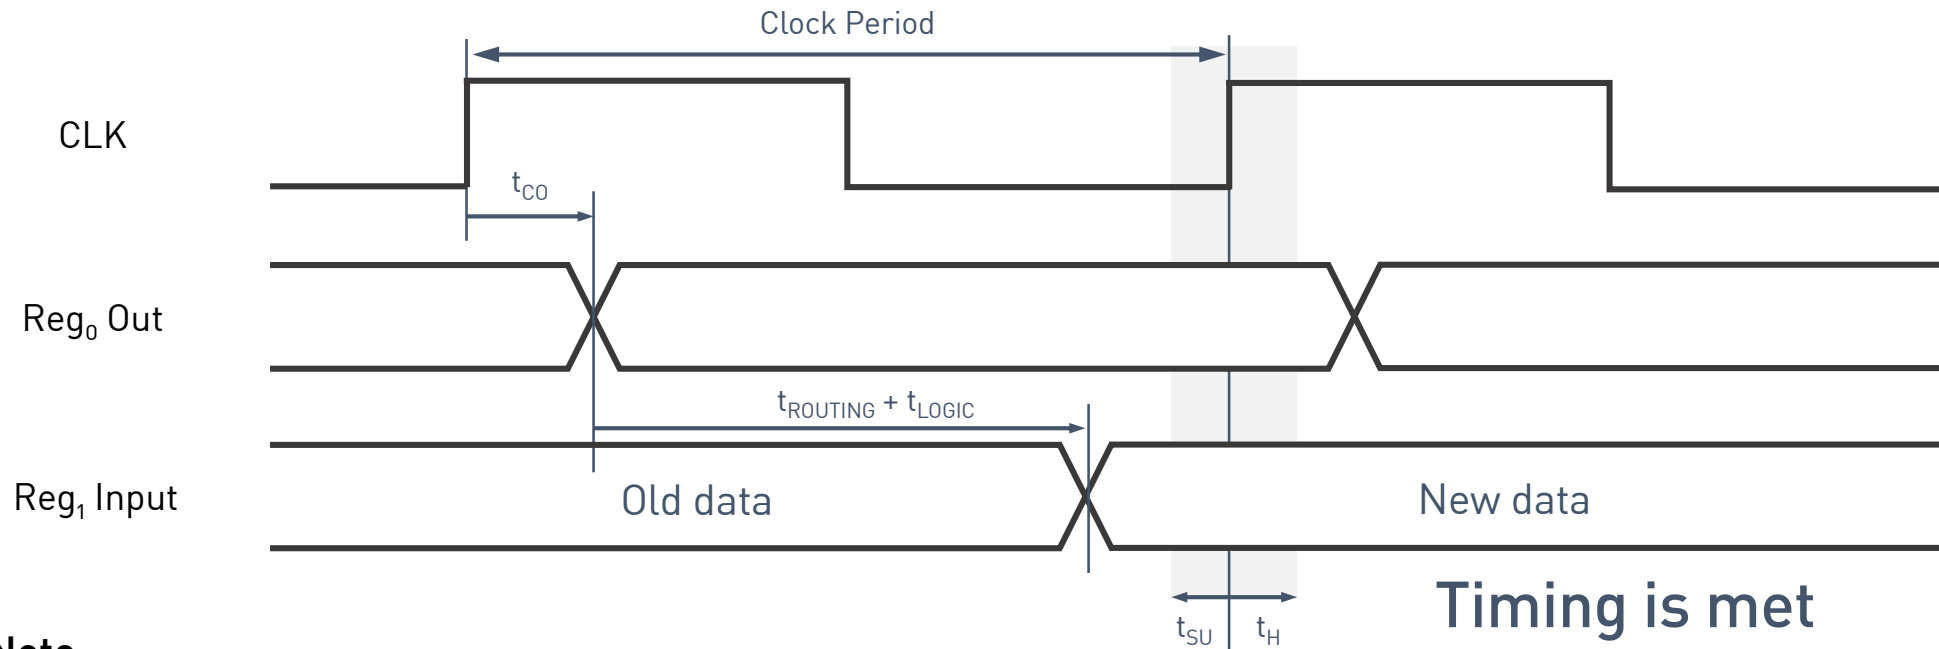 Clock Period
CLK
tCO
Reg0 Out
tROUTING + tLOGIC
Reg1 Input
Old data
New data
Timing is met
tSU
tH